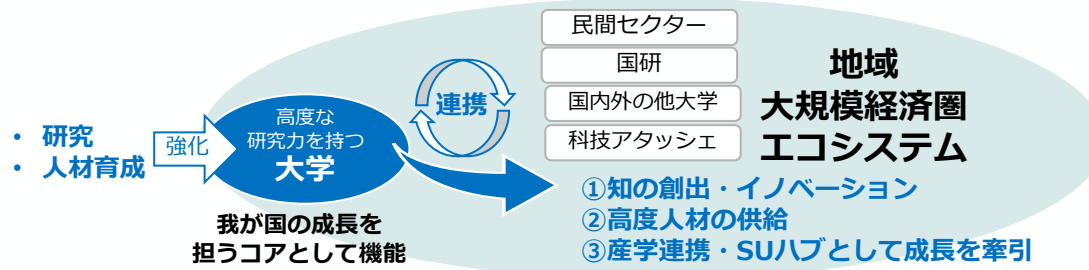 ・ 研究
・ 人材育成
強化
高度な
研究力を持つ
大学
我が国の成長を
担うコアとして機能
連携
民間セクター
国研
国内外の他大学
科技アタッシェ
地域
大規模経済圏
エコシステム
①知の創出・イノベーション
②高度人材の供給
③産学連携・SUハブとして成長を牽引